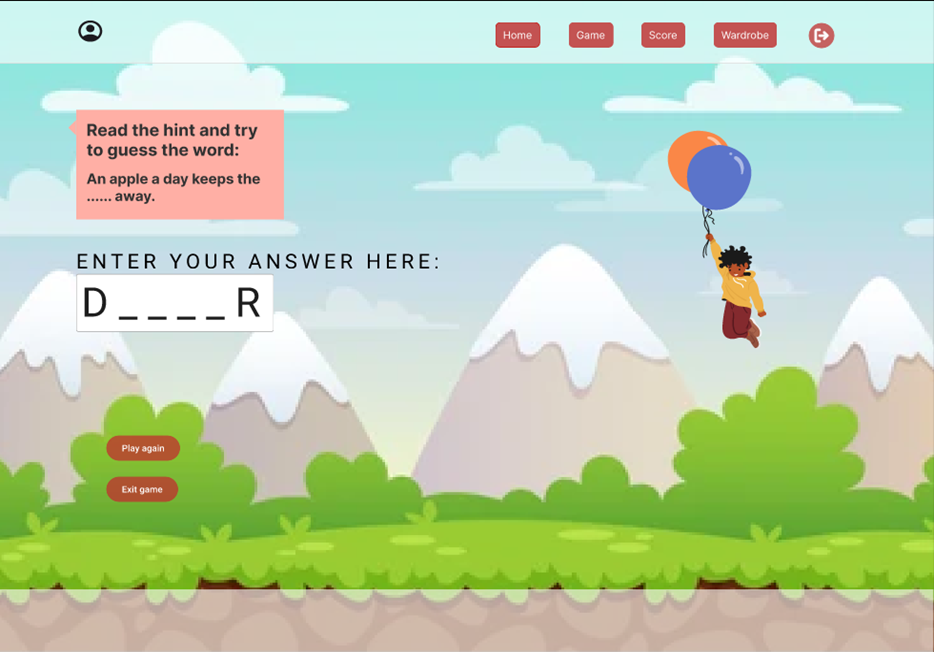 Home
Game
Score
Wardrobe
Read the hint and try
to guess the word:
An apple a day keeps the
...... away.
ENTER YOUR ANSWER HERE:
D _ _ _ _ R
Play again
Exit game